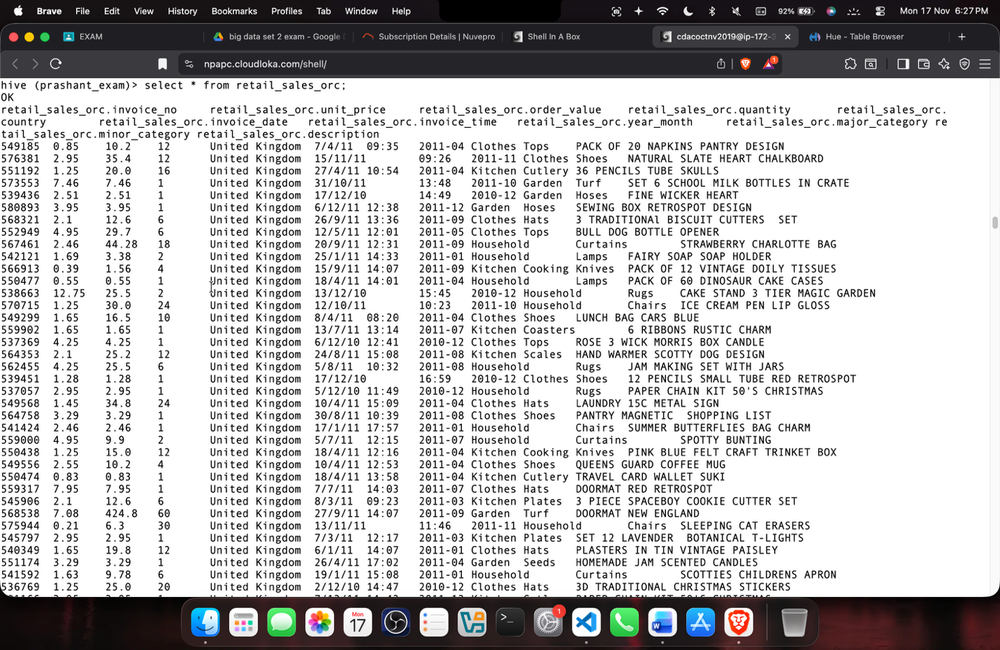 Brave File Edit View History Bookmarks Profiles Tab Window Help 92% Mon 17 Nov 6:27 PM
EXAM big data set 2 exam - Google Subscription Details | Nuvepro Shell In A Box cdacoctnv2019@ip-172- Hue - Table Browser
npapc.cloudloka.com/shell/ 1
hive (prashant_exam)> select * from retail_sales_orc;
OK
retail_sales_orc.invoice_no retail_sales_orc.unit_price retail_sales_orc.order_value retail_sales_orc.quantity retail_sales_orc.
country retail_sales_orc.invoice_date retail_sales_orc.invoice_time retail_sales_orc.year_month retail_sales_orc.major_category re
tail_sales_orc.minor_category retail_sales_orc.description
549185 0.85 10.2 12 United Kingdom 7/4/11 09:35 2011-04 Clothes Tops PACK OF 20 NAPKINS PANTRY DESIGN
576381 2.95 35.4 12 United Kingdom 15/11/11 09:26 2011-11 Clothes Shoes NATURAL SLATE HEART CHALKBOARD
551192 1.25 20.0 16 United Kingdom 27/4/11 10:54 2011-04 Kitchen Cutlery 36 PENCILS TUBE SKULLS
573553 7.46 7.46 1 United Kingdom 31/10/11 13:48 2011-10 Garden Turf SET 6 SCHOOL MILK BOTTLES IN CRATE
539436 2.51 2.51 1 United Kingdom 17/12/10 14:49 2010-12 Garden Hoses FINE WICKER HEART
580893 3.95 3.95 1 United Kingdom 6/12/11 12:38 2011-12 Garden Hoses SEWING BOX RETROSPOT DESIGN
568321 2.1 12.6 6 United Kingdom 26/9/11 13:36 2011-09 Clothes Hats 3 TRADITIONAl BISCUIT CUTTERS SET
552949 4.95 29.7 6 United Kingdom 12/5/11 12:01 2011-05 Clothes Tops BULL DOG BOTTLE OPENER
567461 2.46 44.28 18 United Kingdom 20/9/11 12:31 2011-09 Household Curtains STRAWBERRY CHARLOTTE BAG
542121 1.69 3.38 2 United Kingdom 25/1/11 14:33 2011-01 Household Lamps FAIRY SOAP SOAP HOLDER
566913 0.39 1.56 4 United Kingdom 15/9/11 14:07 2011-09 Kitchen Cooking Knives PACK OF 12 VINTAGE DOILY TISSUES
550477 0.55 0.55 1 United Kingdom 18/4/11 14:01 2011-04 Household Lamps PACK OF 60 DINOSAUR CAKE CASES
538663 12.75 25.5 2 United Kingdom 13/12/10 15:45 2010-12 Household Rugs CAKE STAND 3 TIER MAGIC GARDEN
570715 1.25 30.0 24 United Kingdom 12/10/11 10:23 2011-10 Household Chairs ICE CREAM PEN LIP GLOSS
549299 1.65 16.5 10 United Kingdom 8/4/11 08:20 2011-04 Clothes Shoes LUNCH BAG CARS BLUE
559902 1.65 1.65 1 United Kingdom 13/7/11 13:14 2011-07 Kitchen Coasters 6 RIBBONS RUSTIC CHARM
537369 4.25 4.25 1 United Kingdom 6/12/10 12:41 2010-12 Clothes Tops ROSE 3 WICK MORRIS BOX CANDLE
564353 2.1 25.2 12 United Kingdom 24/8/11 15:08 2011-08 Kitchen Scales HAND WARMER SCOTTY DOG DESIGN
562455 4.25 25.5 6 United Kingdom 5/8/11 10:32 2011-08 Household Rugs JAM MAKING SET WITH JARS
539451 1.28 1.28 1 United Kingdom 17/12/10 16:59 2010-12 Clothes Shoes 12 PENCILS SMALL TUBE RED RETROSPOT
537057 2.95 2.95 1 United Kingdom 5/12/10 11:49 2010-12 Household Rugs PAPER CHAIN KIT 50'S CHRISTMAS
549568 1.45 34.8 24 United Kingdom 10/4/11 15:09 2011-04 Clothes Hats LAUNDRY 15C METAL SIGN
564758 3.29 3.29 1 United Kingdom 30/8/11 10:39 2011-08 Clothes Shoes PANTRY MAGNETIC SHOPPING LIST
541424 2.46 2.46 1 United Kingdom 17/1/11 17:57 2011-01 Household Chairs SUMMER BUTTERFLIES BAG CHARM
559000 4.95 9.9 2 United Kingdom 5/7/11 12:15 2011-07 Household Curtains SPOTTY BUNTING
550438 1.25 15.0 12 United Kingdom 18/4/11 12:16 2011-04 Kitchen Cooking Knives PINK BLUE FELT CRAFT TRINKET BOX
549556 2.55 10.2 4 United Kingdom 10/4/11 12:53 2011-04 Clothes Shoes QUEENS GUARD COFFEE MUG
550474 0.83 0.83 1 United Kingdom 18/4/11 13:58 2011-04 Kitchen Cutlery TRAVEL CARD WALLET SUKI
559317 7.95 7.95 1 United Kingdom 7/7/11 14:03 2011-07 Clothes Hats DOORMAT RED RETROSPOT
545906 2.1 12.6 6 United Kingdom 8/3/11 09:23 2011-03 Kitchen Plates 3 PIECE SPACEBOY COOKIE CUTTER SET
568538 7.08 424.8 60 United Kingdom 27/9/11 14:07 2011-09 Garden Turf DOORMAT NEW ENGLAND
575944 0.21 6.3 30 United Kingdom 13/11/11 11:46 2011-11 Household Chairs SLEEPING CAT ERASERS
545797 2.95 2.95 1 United Kingdom 7/3/11 12:17 2011-03 Kitchen Plates SET 12 LAVENDER BOTANICAL T-LIGHTS
540349 1.65 19.8 12 United Kingdom 6/1/11 14:07 2011-01 Clothes Hats PLASTERS IN TIN VINTAGE PAISLEY
551174 3.29 3.29 1 United Kingdom 26/4/11 17:02 2011-04 Garden Seeds HOMEMADE JAM SCENTED CANDLES
541592 1.63 9.78 6 United Kingdom 19/1/11 15:08 2011-01 Household Curtains SCOTTIES CHILDRENS APRON
536769 1.25 25.0 20 United Kingdom 2/12/10 14:47 2010-12 Clothes Hats 3D TRADITIONAL CHRISTMAS STICKERS
Mon
17
1